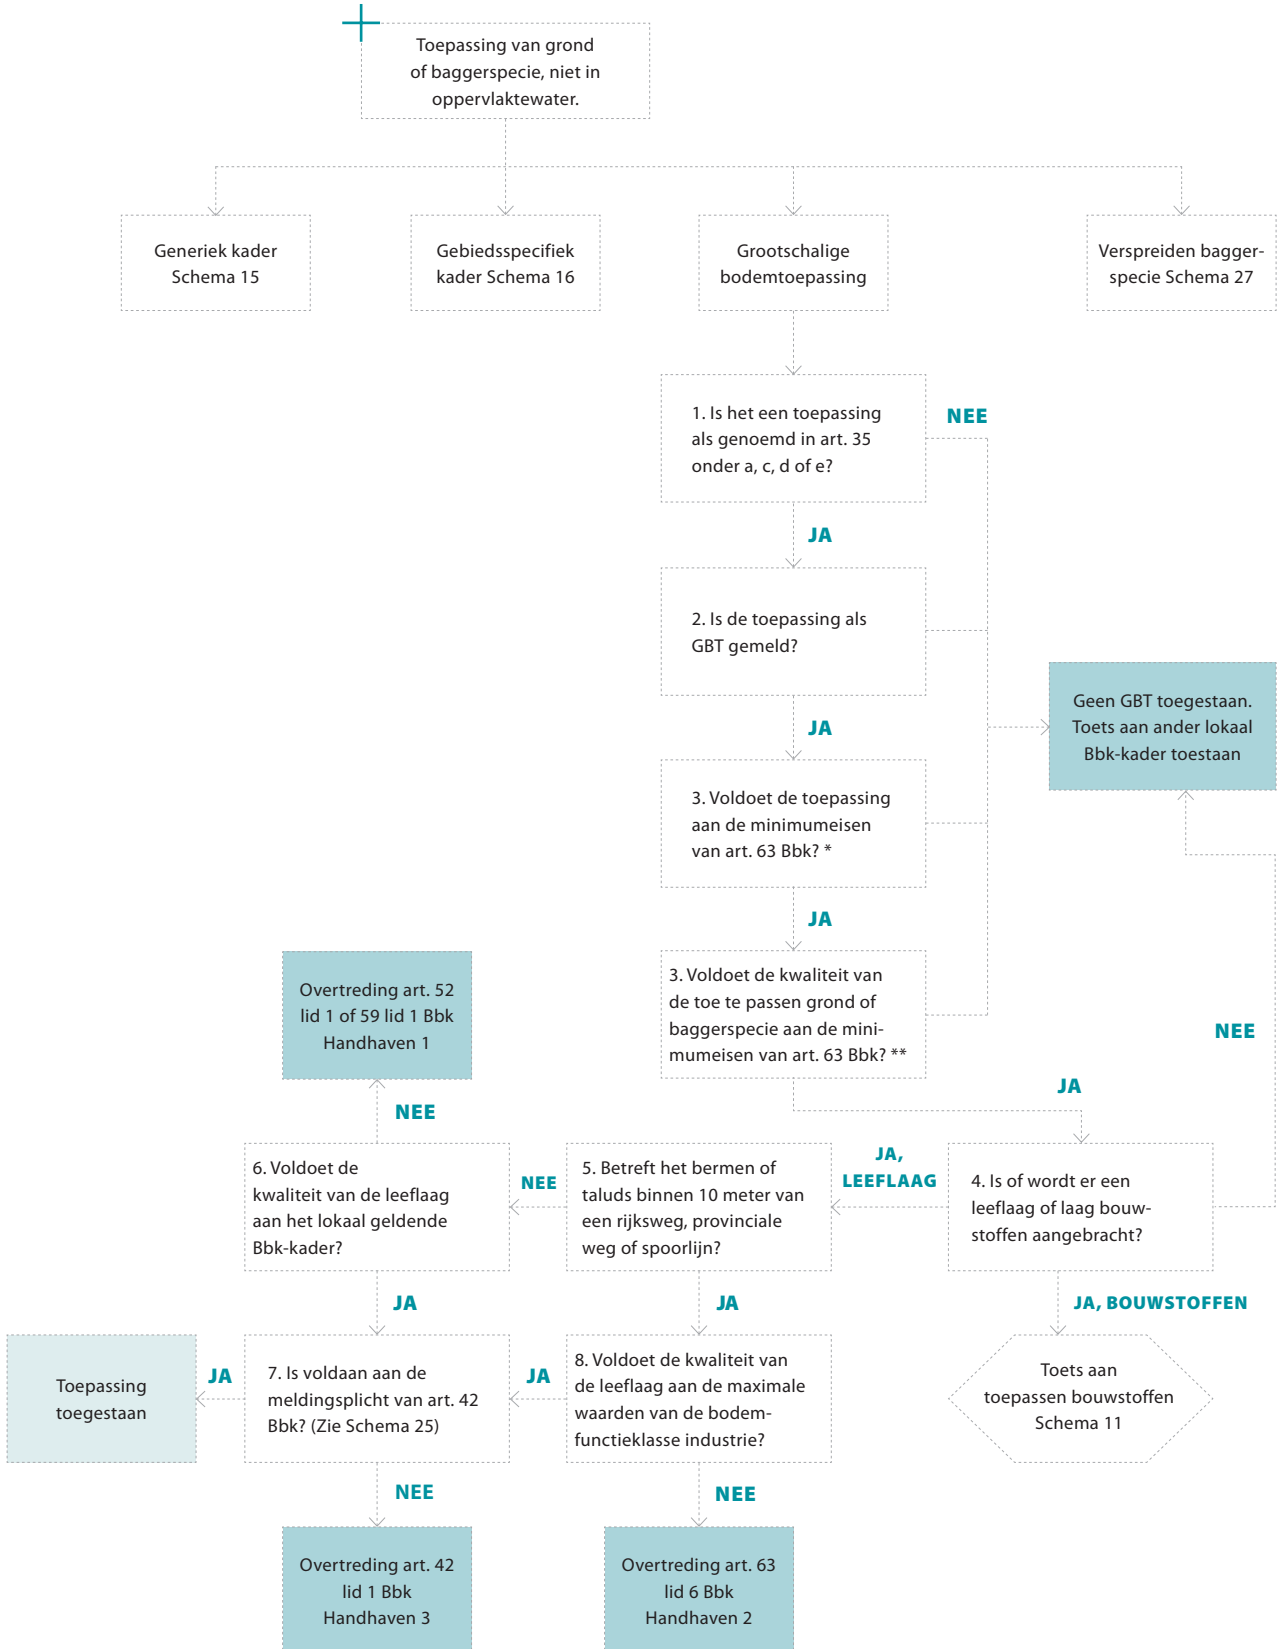 Toepassing van grond
of baggerspecie, niet in
oppervlaktewater.
Generiek kader
Schema 15
Gebiedsspecifiek
kader Schema 16
Grootschalige
bodemtoepassing
Verspreiden bagger-
specie Schema 27
1. Is het een toepassing
als genoemd in art. 35
onder a, c, d of e?
NEE
JA
2. Is de toepassing als
GBT gemeld?
Geen GBT toegestaan.
Toets aan ander lokaal
Bbk-kader toestaan
JA
3. Voldoet de toepassing
aan de minimumeisen
van art. 63 Bbk? *
JA
3. Voldoet de kwaliteit van
de toe te passen grond of
baggerspecie aan de mini-
mumeisen van art. 63 Bbk? **
Overtreding art. 52
lid 1 of 59 lid 1 Bbk
Handhaven 1
NEE
JA
NEE
6. Voldoet de
kwaliteit van de leeflaag
aan het lokaal geldende
Bbk-kader?
NEE
5. Betreft het bermen of
taluds binnen 10 meter van
een rijksweg, provinciale
weg of spoorlijn?
JA,
LEEFLAAG
4. Is of wordt er een
leeflaag of laag bouw-
stoffen aangebracht?
JA
JA
JA, BOUWSTOFFEN
Toepassing
toegestaan
JA
7. Is voldaan aan de
meldingsplicht van art. 42
Bbk? (Zie Schema 25)
JA
8. Voldoet de kwaliteit van
de leeflaag aan de maximale
waarden van de bodem-
functieklasse industrie?
Toets aan
toepassen bouwstoffen
Schema 11
NEE
NEE
Overtreding art. 42
lid 1 Bbk
Handhaven 3
Overtreding art. 63
lid 6 Bbk
Handhaven 2